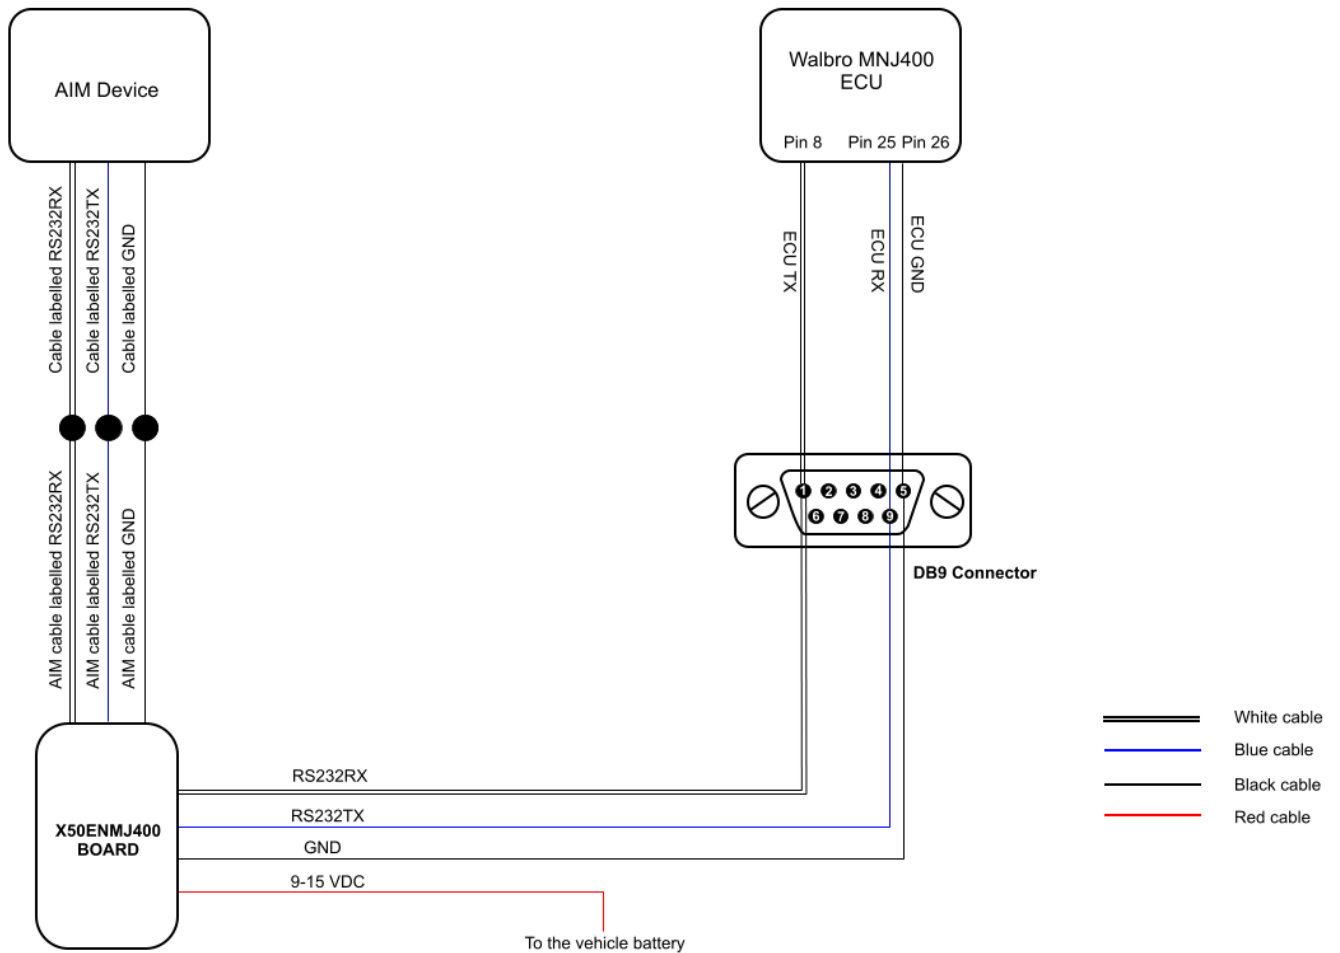 AIM Device
Walbro MNJ400
ECU
Pin 8
Pin 25
Pin 26
Cable labelled RS232RX
Cable labelled RS232TX
Cable labelled GND
ECU TX
ECU RX
ECU GND
1
2
3
4
5
6
7
8
9
DB9 Connector
AIM cable labelled RS232RX
AIM cable labelled RS232TX
AIM cable labelled GND
White cable
Blue cable
Black cable
Red cable
X50ENMJ400
BOARD
RS232RX
RS232TX
GND
9-15 VDC
To the vehicle battery